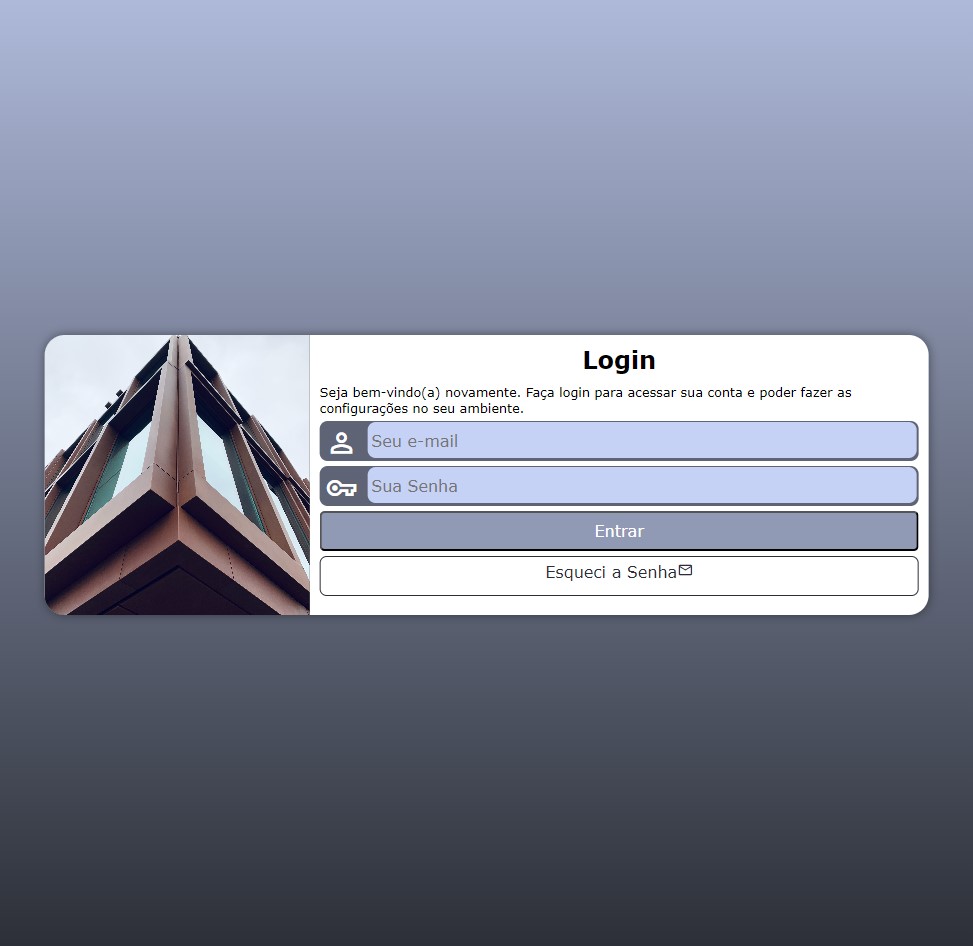 Login
Seja bem-vindo(a) novamente. Faça login para acessar sua conta e poder fazer as
configurações no seu ambiente.
Seu e-mail
Sua Senha
Entrar
Esqueci a Senha